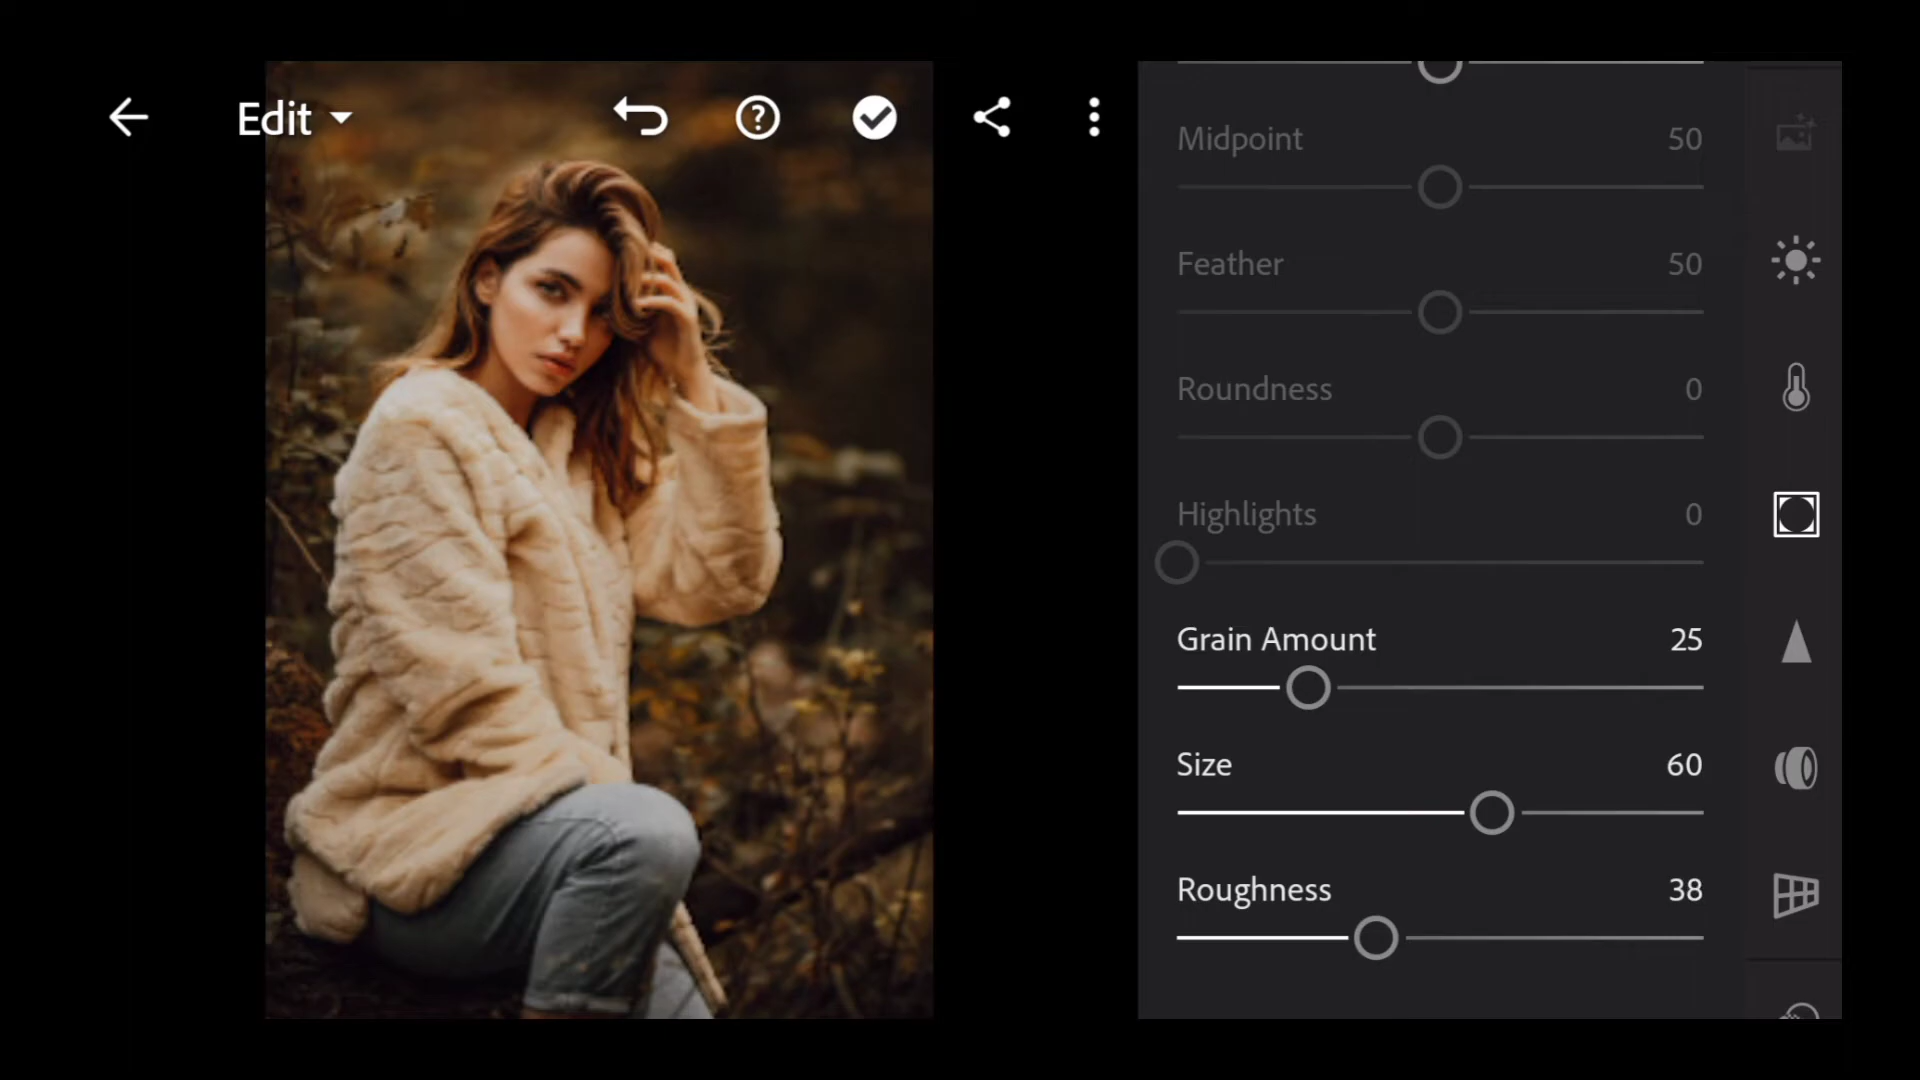 Edit
Midpoint 50
Feather 50
Roundness 0
Highlights 0
Grain Amount 25
Size 60
Roughness 38